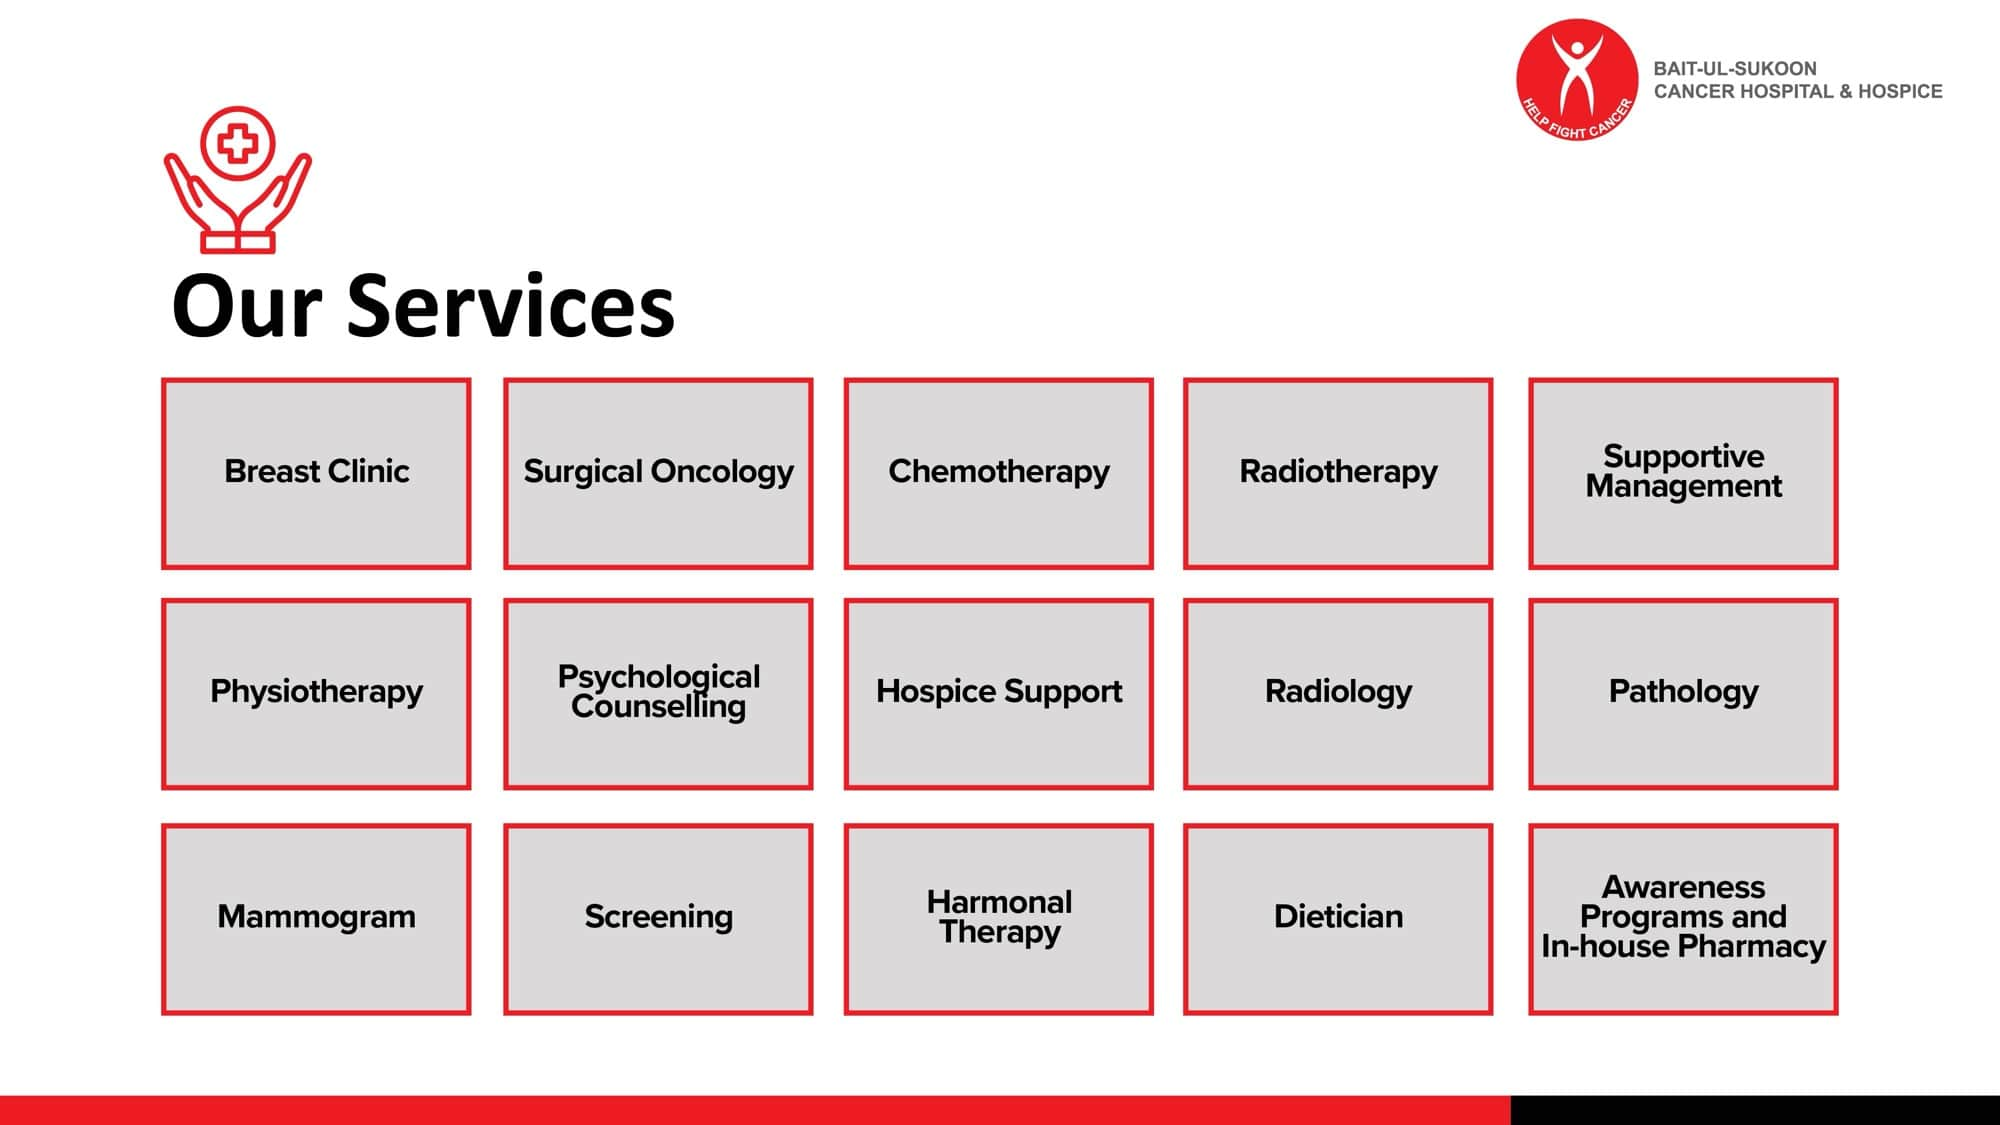 HELP FIGHT CANCER
BAIT-UL-SUKOON
CANCER HOSPITAL & HOSPICE
Our Services
Breast Clinic
Surgical Oncology
Chemotherapy
Radiotherapy
Supportive
Management
Physiotherapy
Psychological
Counselling
Hospice Support
Radiology
Pathology
Mammogram
Screening
Harmonal
Therapy
Dietician
Awareness
Programs and
In-house Pharmacy